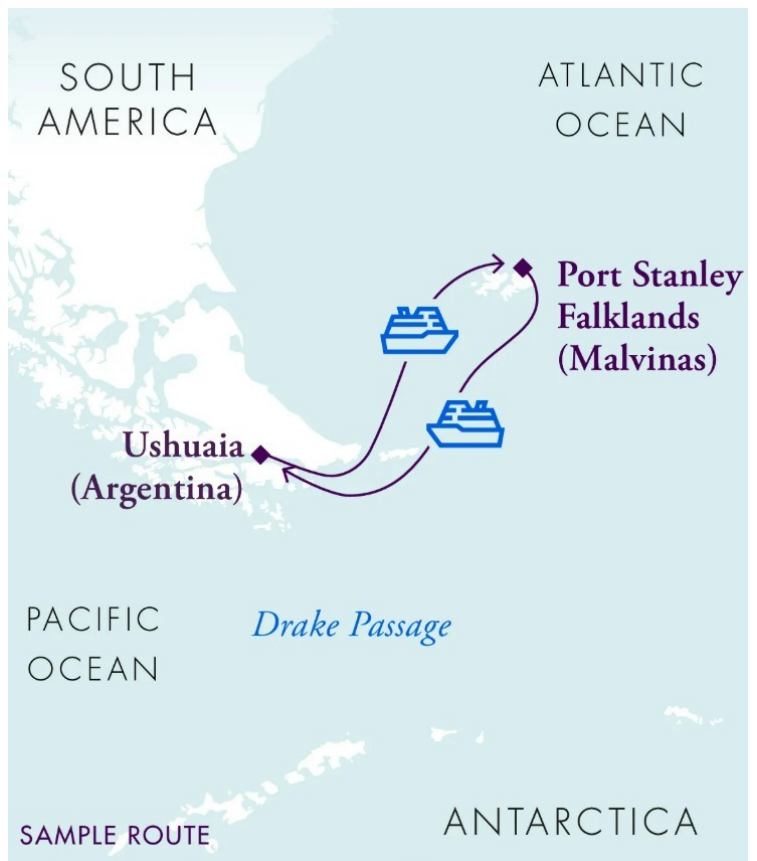 SOUTH
AMERICA
ATLANTIC
OCEAN
Port Stanley
Falklands
(Malvinas)
Ushuaia
(Argentina)
PACIFIC
OCEAN
Drake Passage
ANTARCTICA
SAMPLE ROUTE